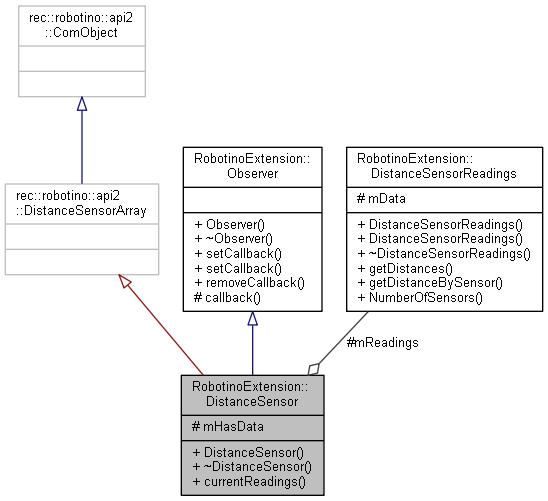 rec::robotino::api2
::ComObject
rec::robotino::api2
::DistanceSensorArray
RobotinoExtension::
Observer
+ Observer()
+ ~Observer()
+ setCallback()
+ setCallback()
+ removeCallback()
# callback()
RobotinoExtension::
DistanceSensorReadings
# mData
+ DistanceSensorReadings()
+ DistanceSensorReadings()
+ ~DistanceSensorReadings()
+ getDistances()
+ getDistanceBySensor()
+ NumberOfSensors()
#mReadings
RobotinoExtension::
DistanceSensor
# mHasData
+ DistanceSensor()
+ ~DistanceSensor()
+ currentReadings()